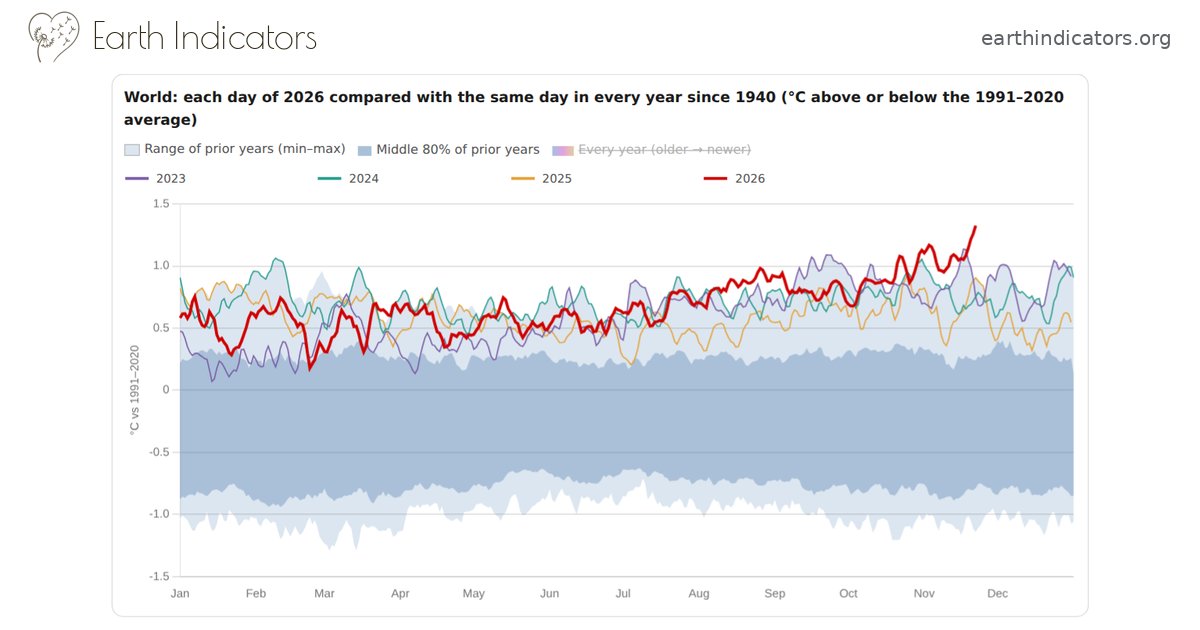 Earth Indicators
earthindicators.org
World: each day of 2026 compared with the same day in every year since 1940 (°C above or below the 1991–2020
average)
Range of prior years (min–max) Middle 80% of prior years Every year (older → newer)
2023 2024 2025 2026
°C vs 1991–2020
1.5
1.0
0.5
0
-0.5
-1.0
-1.5
Jan Feb Mar Apr May Jun Jul Aug Sep Oct Nov Dec